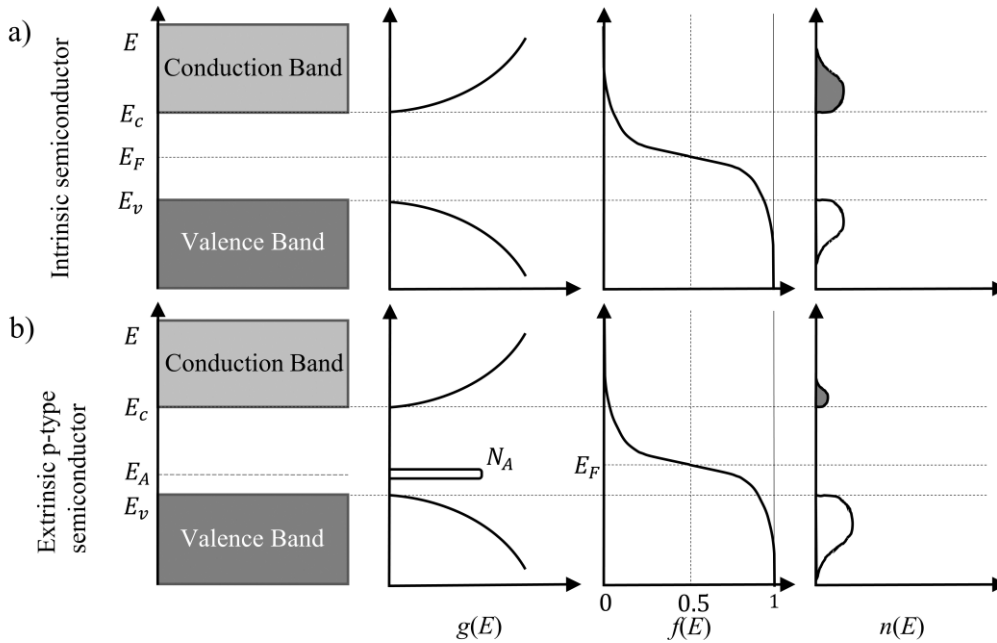 a)
Intrinsic semiconductor
E
Conduction Band
E_c
E_F
E_v
Valence Band
b)
Extrinsic p-type
semiconductor
E
Conduction Band
E_c
E_A
E_v
Valence Band
N_A
E_F
0
0.5
1
g(E)
f(E)
n(E)